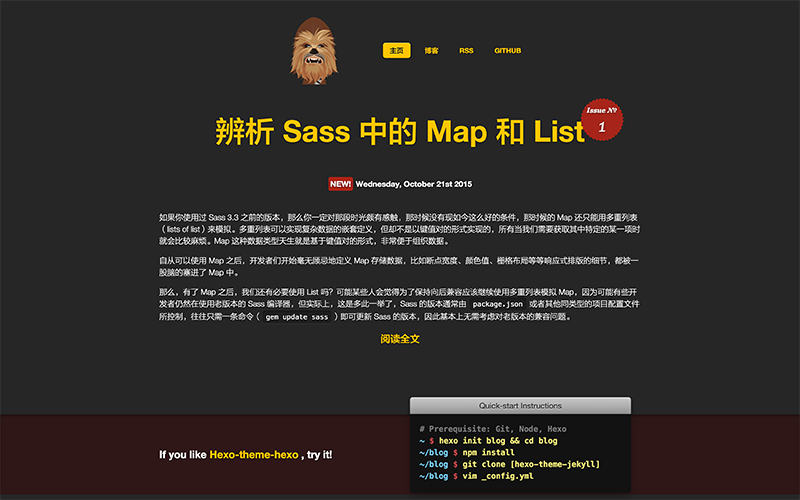 主页 博客 RSS GITHUB
Issue №
1
辨析 Sass 中的 Map 和 List
NEW! Wednesday, October 21st 2015
如果你使用过 Sass 3.3 之前的版本，那么你一定对那段时光颇有感触，那时候没有现如今这么好的条件，那时候的 Map 还只能用多重列表
（lists of list）来模拟。多重列表可以实现复杂数据的嵌套定义，但却不是以键值对的形式实现的，所有当我们需要获取其中特定的某一项时
就会比较麻烦。Map 这种数据类型天生就是基于键值对的形式，非常便于组织数据。
自从可以使用 Map 之后，开发者们开始毫无顾忌地定义 Map 存储数据，比如断点宽度、颜色值、栅格布局等等响应式排版的细节，都被一
股脑的塞进了 Map 中。
那么，有了 Map 之后，我们还有必要使用 List 吗？可能某些人会觉得为了保持向后兼容应该继续使用多重列表模拟 Map，因为可能有些开
发者仍然在使用老版本的 Sass 编译器，但实际上，这是多此一举了，Sass 的版本通常由 package.json 或者其他同类型的项目配置文件
所控制，往往只需一条命令（ gem update sass ）即可更新 Sass 的版本，因此基本上无需考虑对老版本的兼容问题。
阅读全文
Quick-start Instructions
# Prerequisite: Git, Node, Hexo
~ $ hexo init blog && cd blog
~/blog $ npm install
~/blog $ git clone [hexo-theme-jekyll]
~/blog $ vim _config.yml
If you like Hexo-theme-hexo , try it!